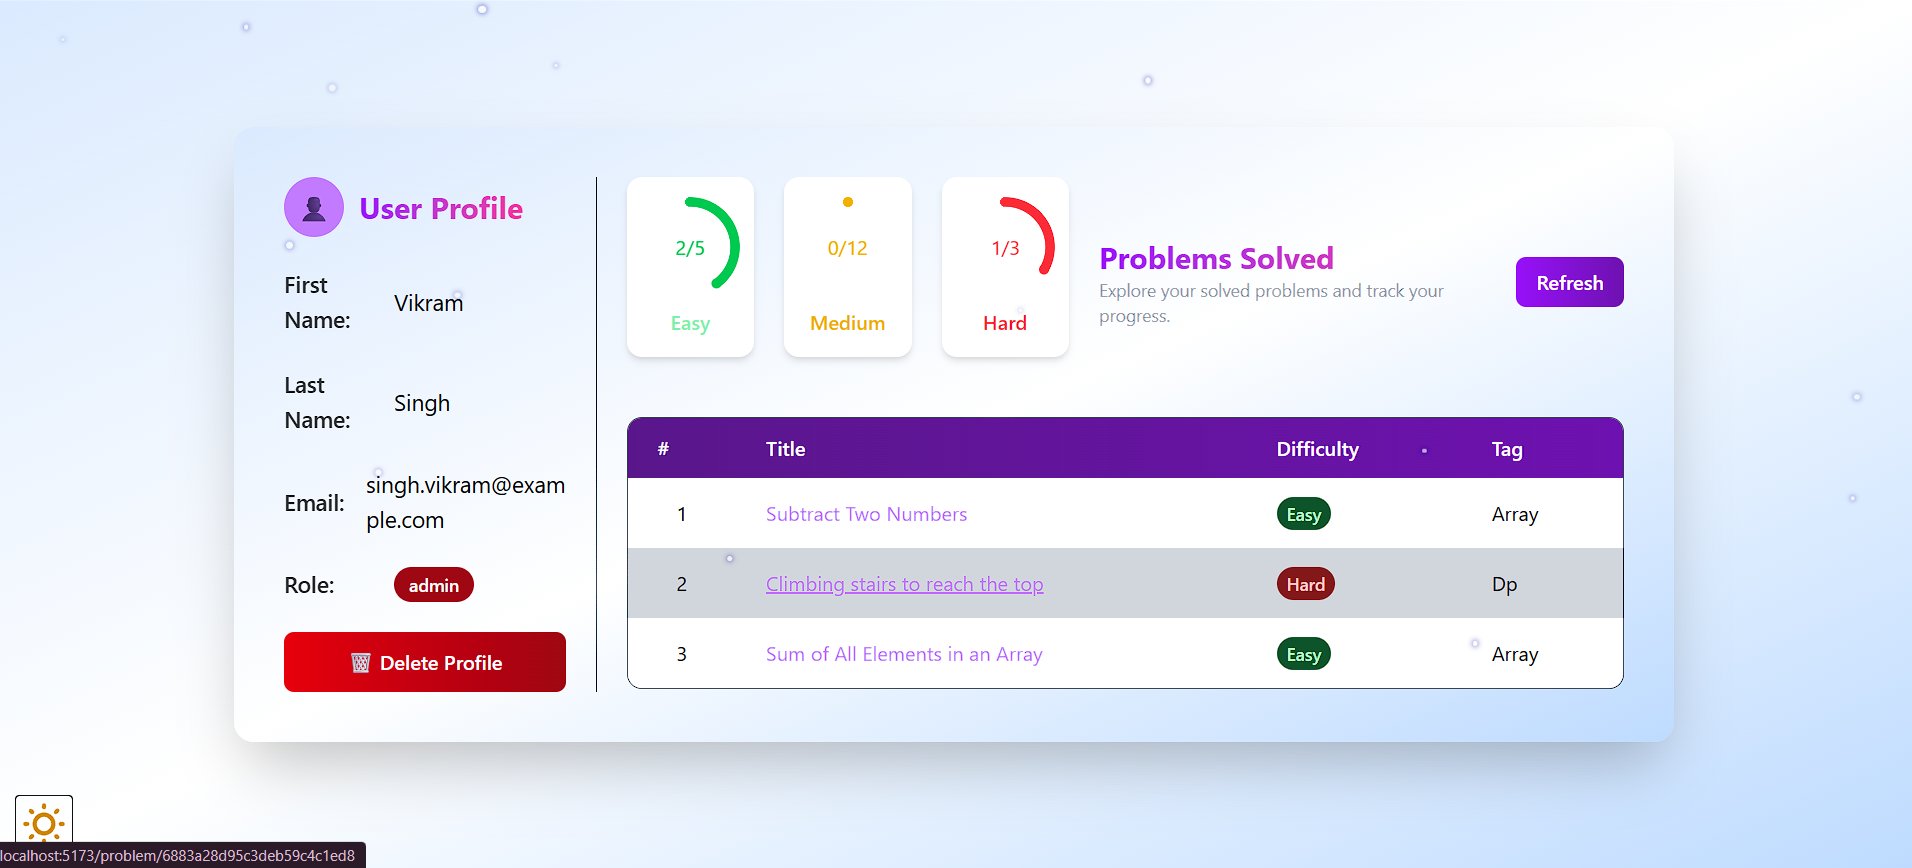 User Profile
First
Name:
Vikram
Last
Name:
Singh
Email:
singh.vikram@exam
ple.com
Role:
admin
Delete Profile
2/5
Easy
0/12
Medium
1/3
Hard
Problems Solved
Explore your solved problems and track your
progress.
Refresh
# Title Difficulty Tag
1 Subtract Two Numbers Easy Array
2 Climbing stairs to reach the top Hard Dp
3 Sum of All Elements in an Array Easy Array
localhost:5173/problem/6883a28d95c3deb59c4c1ed8